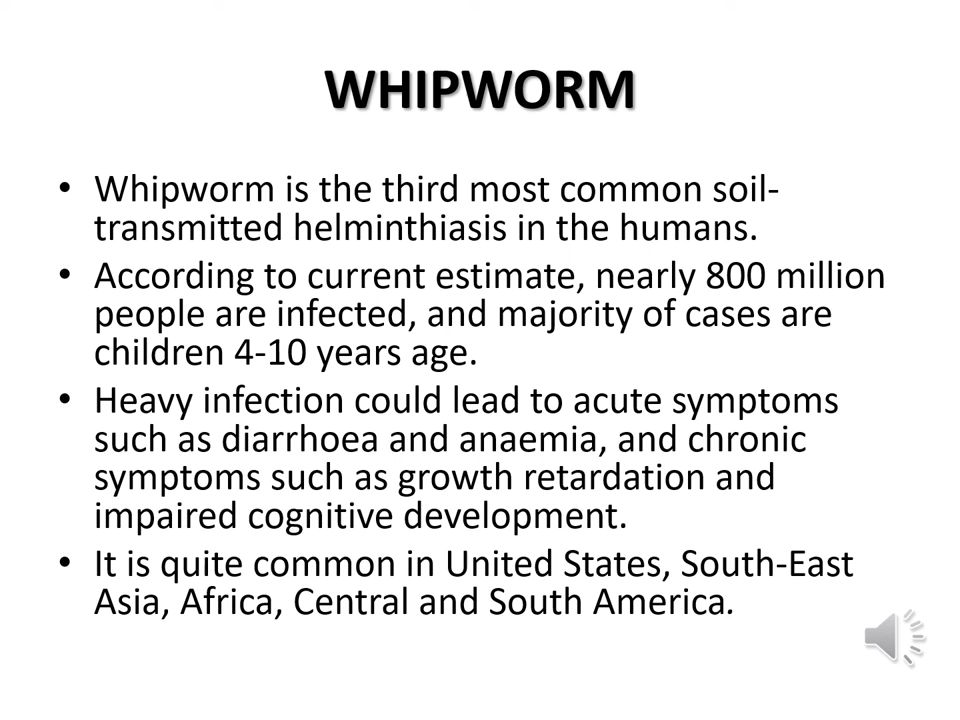 WHIPWORM
• Whipworm is the third most common soil-
transmitted helminthiasis in the humans.
• According to current estimate, nearly 800 million
people are infected, and majority of cases are
children 4-10 years age.
• Heavy infection could lead to acute symptoms
such as diarrhoea and anaemia, and chronic
symptoms such as growth retardation and
impaired cognitive development.
• It is quite common in United States, South-East
Asia, Africa, Central and South America.